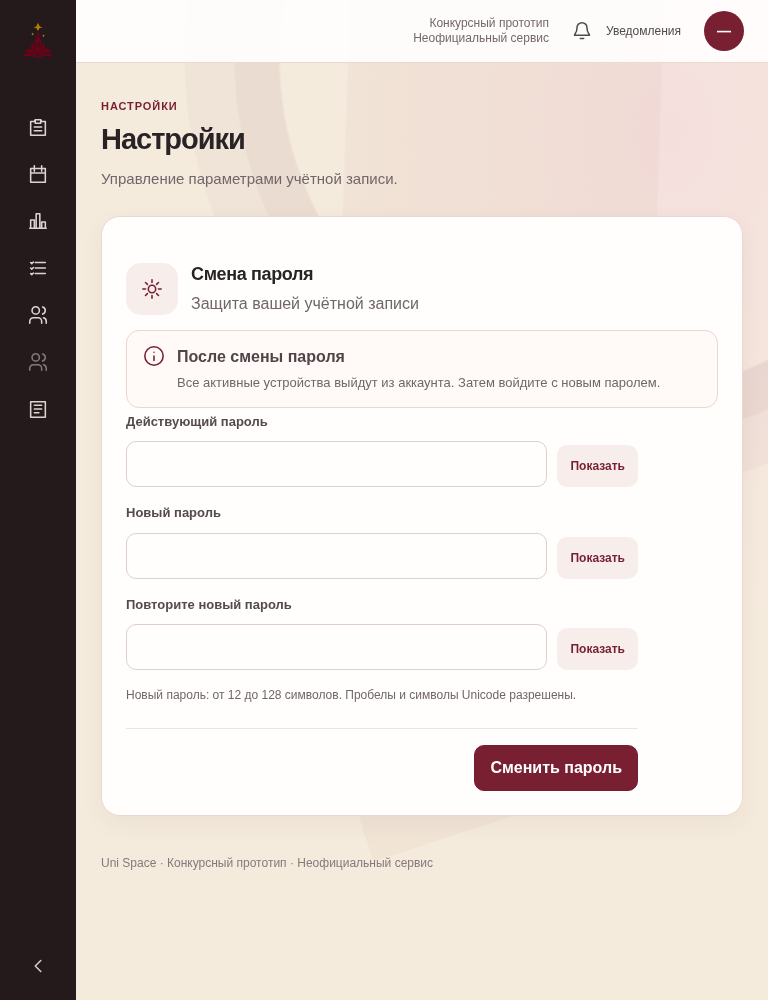 Конкурсный прототип
Неофициальный сервис
Уведомления
НАСТРОЙКИ
Настройки
Управление параметрами учётной записи.
Смена пароля
Защита вашей учётной записи
После смены пароля
Все активные устройства выйдут из аккаунта. Затем войдите с новым паролем.
Действующий пароль
Показать
Новый пароль
Показать
Повторите новый пароль
Показать
Новый пароль: от 12 до 128 символов. Пробелы и символы Unicode разрешены.
Сменить пароль
Uni Space · Конкурсный прототип · Неофициальный сервис